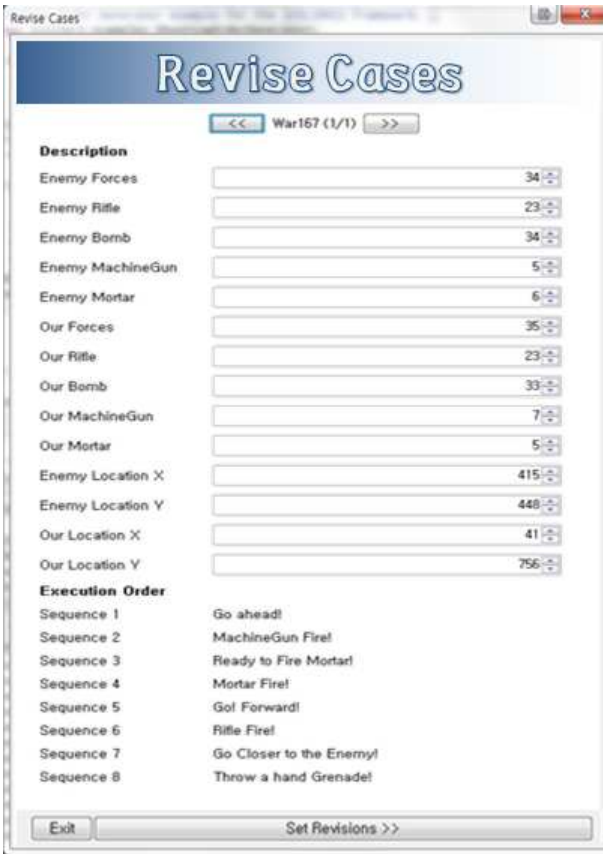 Revise Cases
Revise Cases
<< War167 (1/1) >>
Description
Enemy Forces 34
Enemy Rifle 23
Enemy Bomb 34
Enemy MachineGun 5
Enemy Mortar 6
Our Forces 35
Our Rifle 23
Our Bomb 33
Our MachineGun 7
Our Mortar 5
Enemy Location X 415
Enemy Location Y 448
Our Location X 41
Our Location Y 756
Execution Order
Sequence 1 Go ahead!
Sequence 2 MachineGun Fire!
Sequence 3 Ready to Fire Mortar!
Sequence 4 Mortar Fire!
Sequence 5 Go! Forward!
Sequence 6 Rifle Fire!
Sequence 7 Go Closer to the Enemy!
Sequence 8 Throw a hand Grenade!
Exit Set Revisions >>